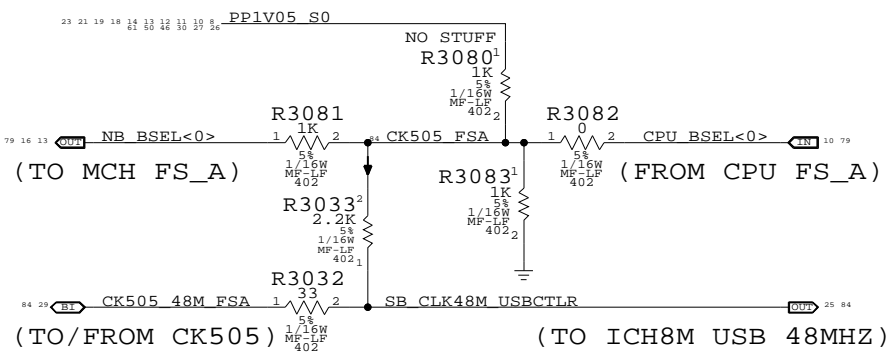 23 21 19 18 14 13 12 11 10 8 PP1V05_S0
61 50 46 30 27 26
NO STUFF
R3080
1
1K
5%
1/16W
MF-LF
402
2
R3081
1K
1 2
5%
1/16W
MF-LF
402
R3082
0
1 2
5%
1/16W
MF-LF
402
79 16 13 OUT NB_BSEL<0>
84 CK505_FSA
CPU_BSEL<0> IN 10 79
(TO MCH FS_A)
(FROM CPU FS_A)
R3083
1
1K
5%
1/16W
MF-LF
402
2
R3033
2
2.2K
5%
1/16W
MF-LF
402
1
R3032
33
1 2
5%
1/16W
MF-LF
402
84 29 BI CK505_48M_FSA
SB_CLK48M_USBCTLR OUT 25 84
(TO/FROM CK505)
(TO ICH8M USB 48MHZ)